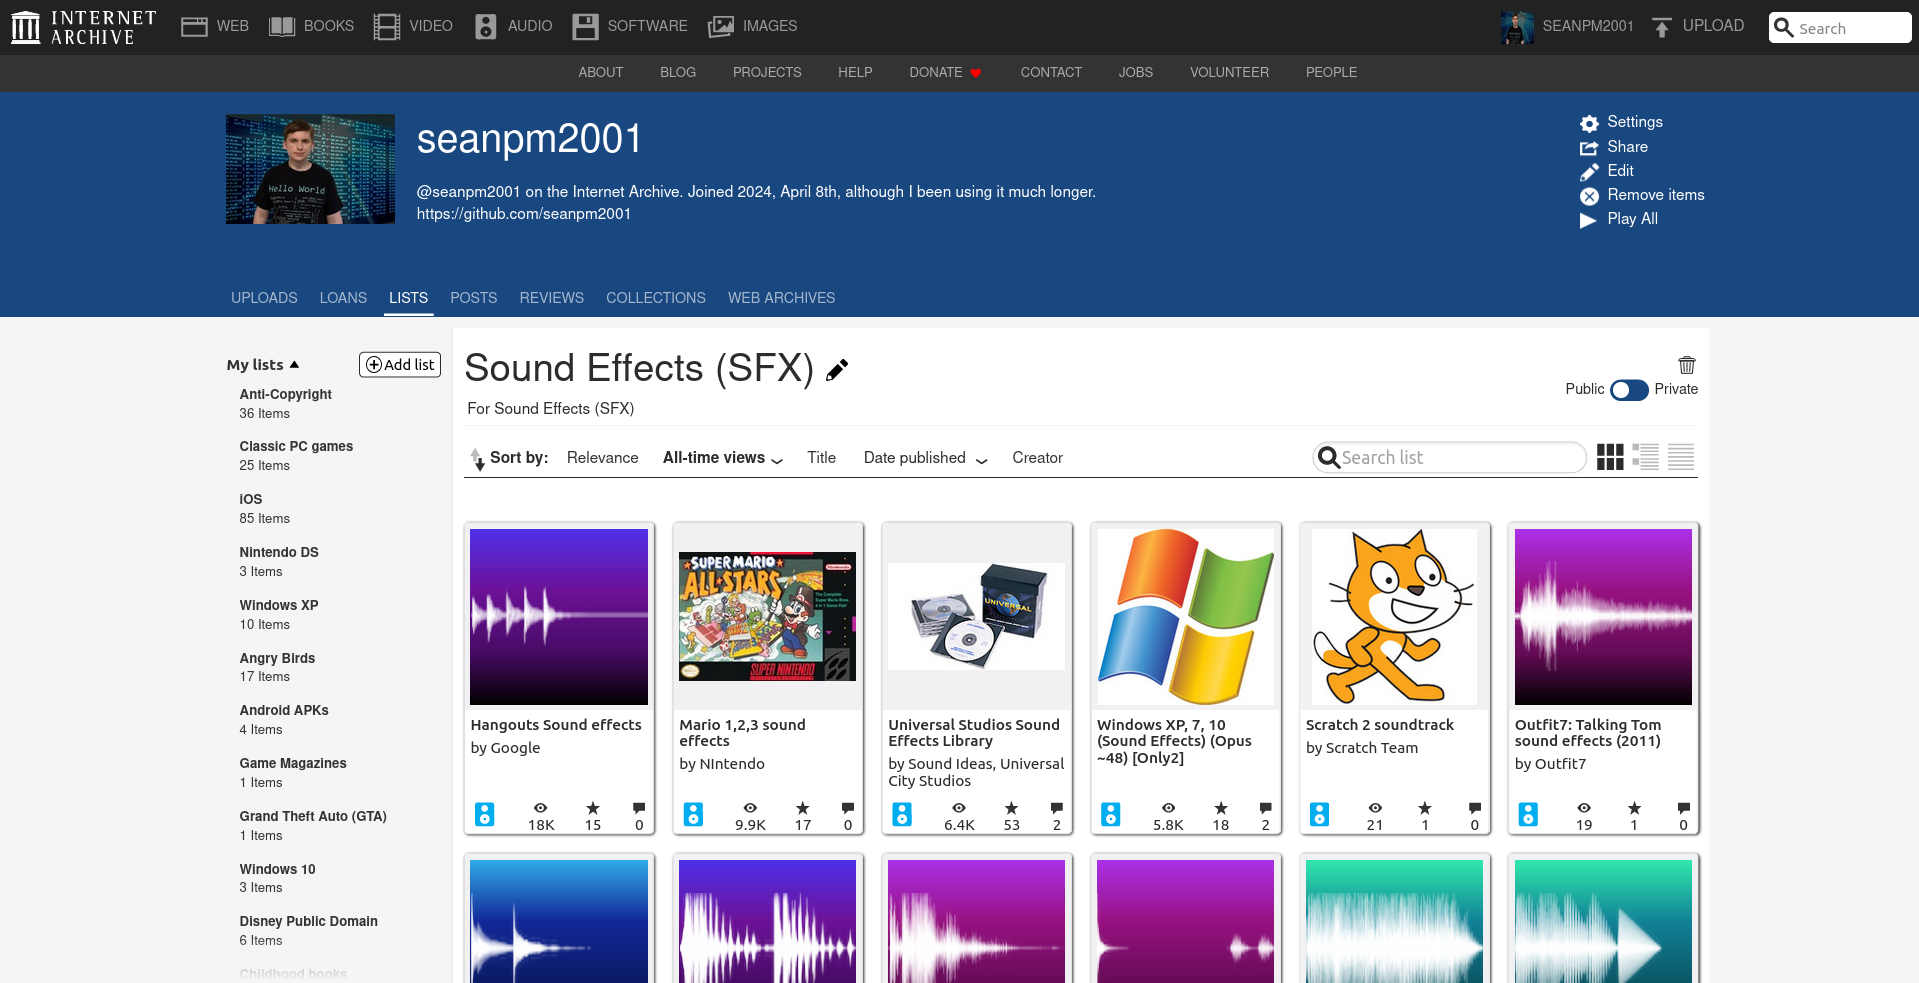 INTERNET ARCHIVE
WEB BOOKS VIDEO AUDIO SOFTWARE IMAGES
SEANPM2001 UPLOAD Search
ABOUT BLOG PROJECTS HELP DONATE CONTACT JOBS VOLUNTEER PEOPLE
Hello World
seanpm2001
@seanpm2001 on the Internet Archive. Joined 2024, April 8th, although I been using it much longer.
https://github.com/seanpm2001
Settings
Share
Edit
Remove items
Play All
UPLOADS LOANS LISTS POSTS REVIEWS COLLECTIONS WEB ARCHIVES
My lists
Add list
Anti-Copyright
36 Items
Classic PC games
25 Items
iOS
85 Items
Nintendo DS
3 Items
Windows XP
10 Items
Angry Birds
17 Items
Android APKs
4 Items
Game Magazines
1 Items
Grand Theft Auto (GTA)
1 Items
Windows 10
3 Items
Disney Public Domain
6 Items
Childhood books
Sound Effects (SFX)
For Sound Effects (SFX)
Public Private
Sort by: Relevance All-time views Title Date published Creator
Search list
Hangouts Sound effects
by Google
18K 15 0
SUPER MARIO
ALL-STARS
Nintendo
SUPER NINTENDO
Mario 1,2,3 sound
effects
by NIntendo
9.9K 17 0
UNIVERSAL
Universal Studios Sound
Effects Library
by Sound Ideas, Universal
City Studios
6.4K 53 2
Windows XP, 7, 10
(Sound Effects) (Opus
~48) [Only2]
5.8K 18 2
Scratch 2 soundtrack
by Scratch Team
21 1 0
Outfit7: Talking Tom
sound effects (2011)
by Outfit7
19 1 0